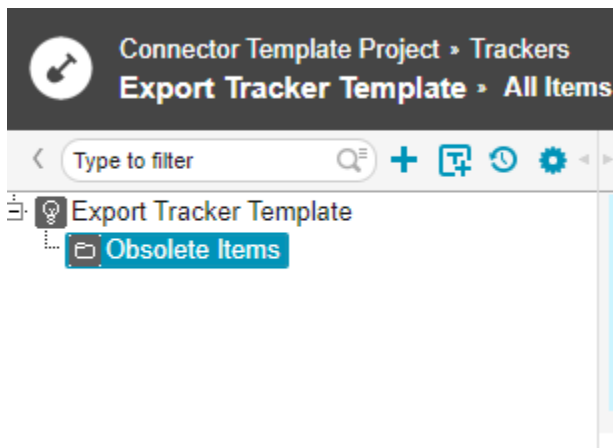 Connector Template Project » Trackers
Export Tracker Template » All Items
Type to filter
Export Tracker Template
Obsolete Items